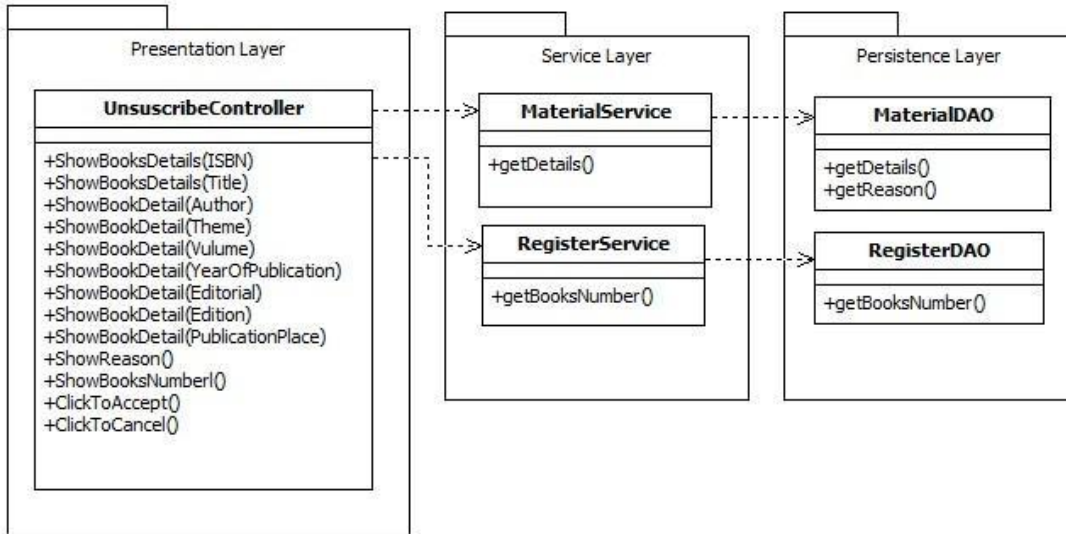 Presentation Layer
UnsuscribeController
+ShowBooksDetails(ISBN)
+ShowBooksDetails(Title)
+ShowBookDetail(Author)
+ShowBookDetail(Theme)
+ShowBookDetail(Vulume)
+ShowBookDetail(YearOfPublication)
+ShowBookDetail(Editorial)
+ShowBookDetail(Edition)
+ShowBookDetail(PublicationPlace)
+ShowReason()
+ShowBooksNumberl()
+ClickToAccept()
+ClickToCancel()
Service Layer
MaterialService
+getDetails()
RegisterService
+getBooksNumber()
Persistence Layer
MaterialDAO
+getDetails()
+getReason()
RegisterDAO
+getBooksNumber()